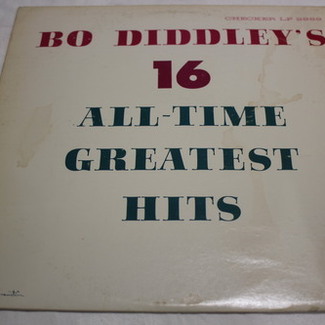 CHECKER LP
BO DIDDLEY'S
16
ALL-TIME
GREATEST
HITS